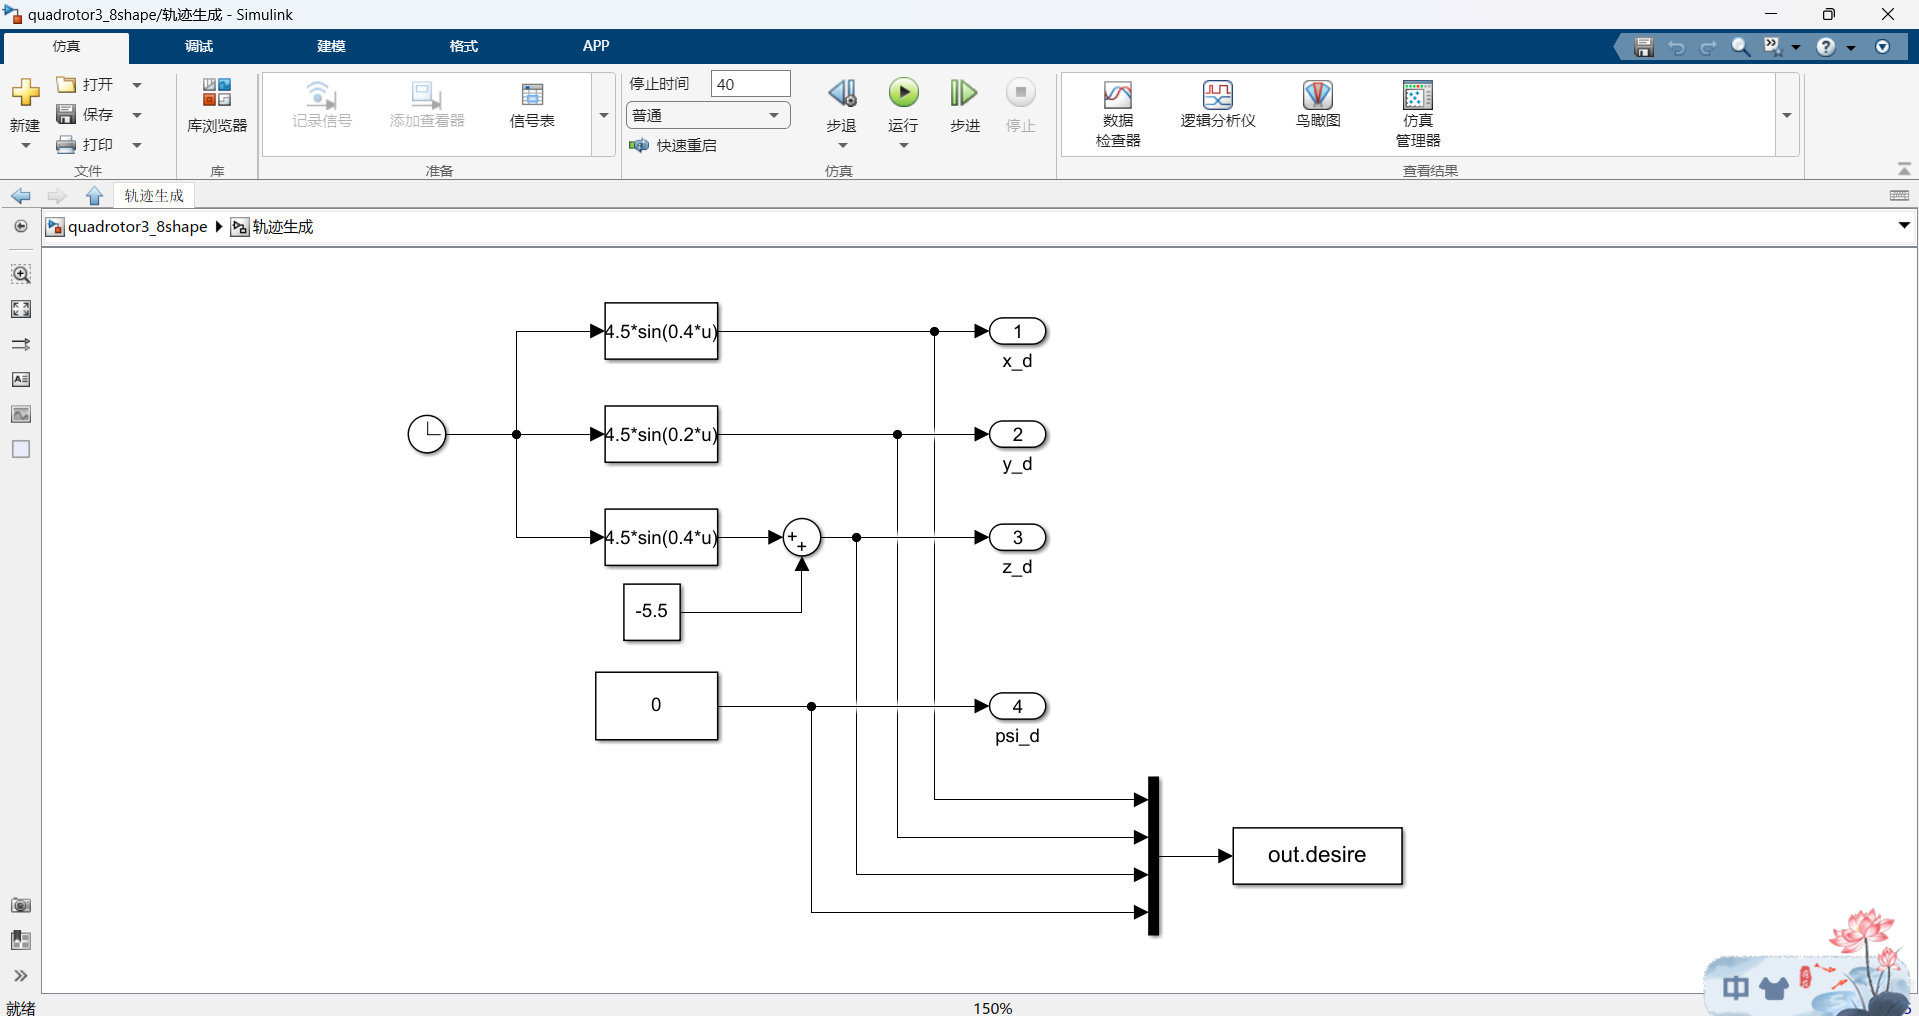 quadrotor3_8shape/轨迹生成 - Simulink
仿真 调试 建模 格式 APP
新建
打开
保存
打印
文件
库浏览器
库
记录信号
添加查看器
信号表
准备
停止时间 40
普通
快速重启
步退
运行
步进
停止
仿真
数据
检查器
逻辑分析仪
鸟瞰图
仿真
管理器
查看结果
轨迹生成
quadrotor3_8shape 轨迹生成
4.5*sin(0.4*u)
1
x_d
4.5*sin(0.2*u)
2
y_d
4.5*sin(0.4*u)
3
z_d
-5.5
0
4
psi_d
out.desire
中
就绪
150%